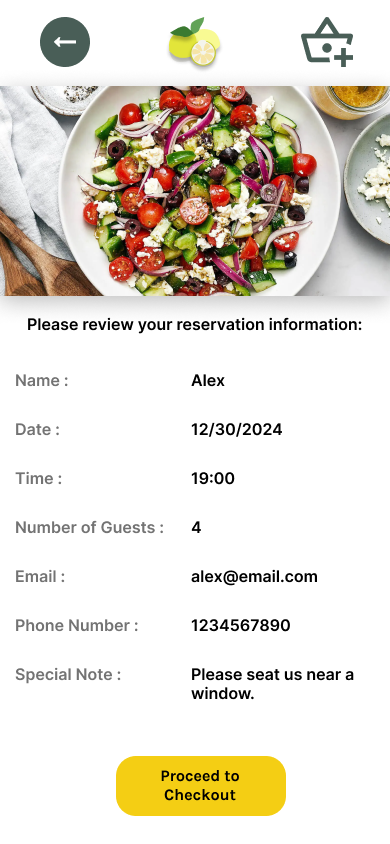 Please review your reservation information:
Name : Alex
Date : 12/30/2024
Time : 19:00
Number of Guests : 4
Email : alex@email.com
Phone Number : 1234567890
Special Note : Please seat us near a
window.
Proceed to
Checkout